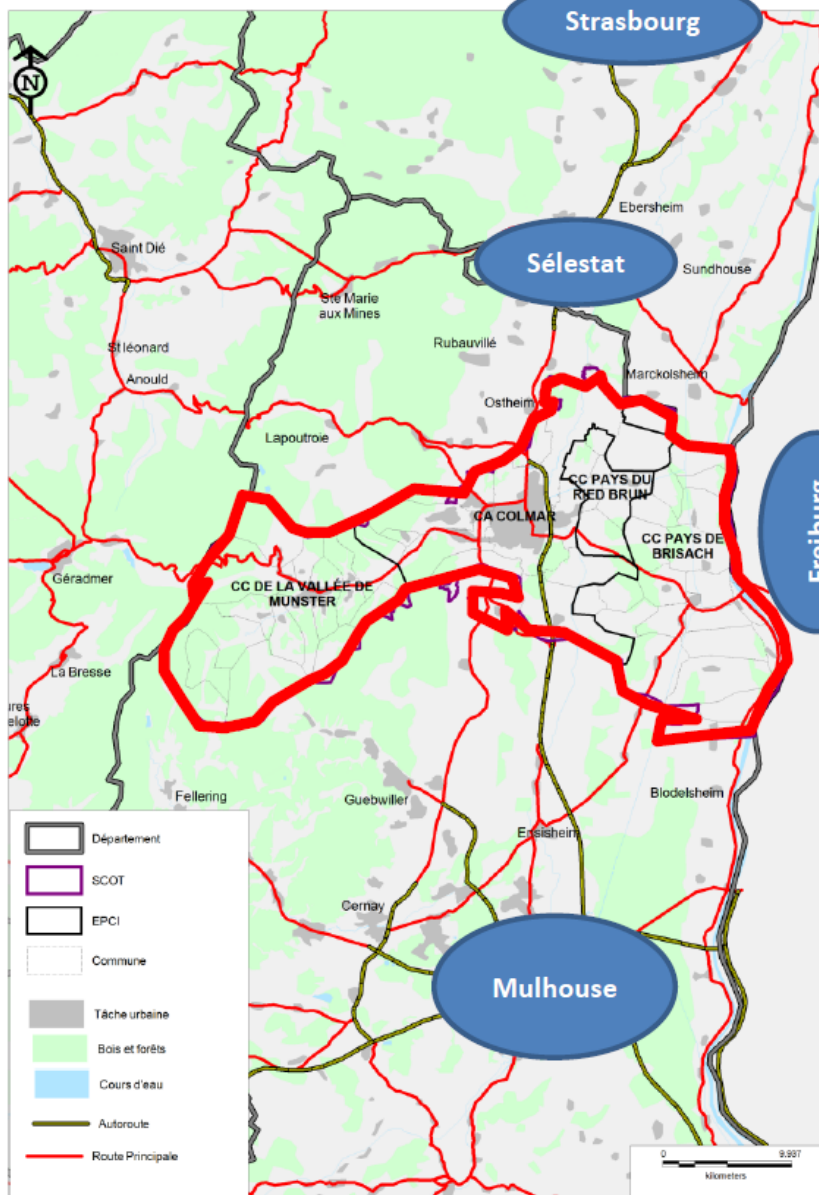 Strasbourg
N
Ebersheim
Saint Dié
Sélestat
Sundhouse
Ste Marie
aux Mines
St léonard
Rubauvillé
Anould
Marckolsheim
Ostheim
Lapoutroie
CC PAYS DU
RIED BRUN
CA COLMAR
CC PAYS DE
BRISACH
Freiburg
Géradmer
CC DE LA VALLÉE DE
MUNSTER
La Bresse
Fellering
Guebwiller
Blodelsheim
Ensisheim
Cernay
Mulhouse
Département
SCOT
EPCI
Commune
Tâche urbaine
Bois et forêts
Cours d'eau
Autoroute
Route Principale
0 9.997
kilometers